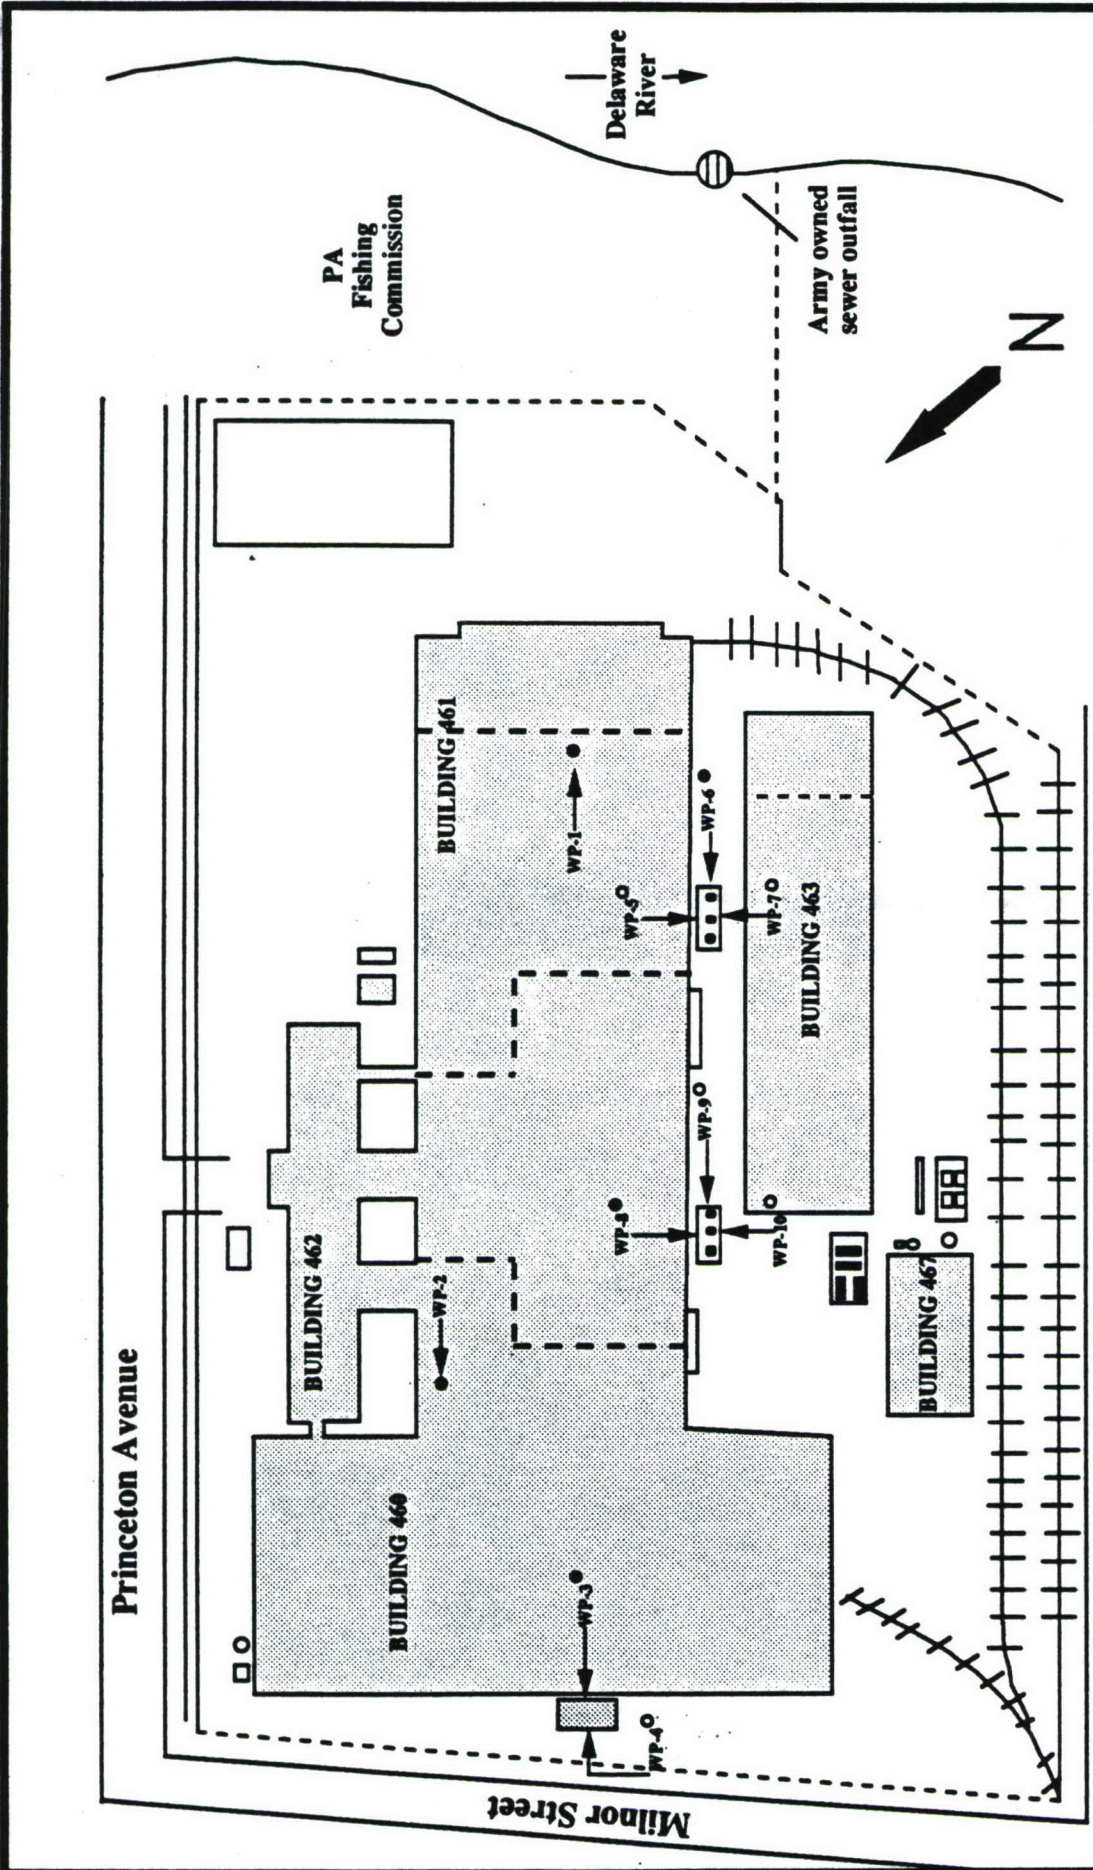 Princeton Avenue
PA
Fishing
Commission
Delaware
River
Army owned
sewer outfall
N
BUILDING 461
BUILDING 462
BUILDING 460
BUILDING 463
BUILDING 467
WP-1
WP-2
WP-3
WP-4
WP-5
WP-6
WP-7
WP-8
WP-9
WP-10
Milnor Street